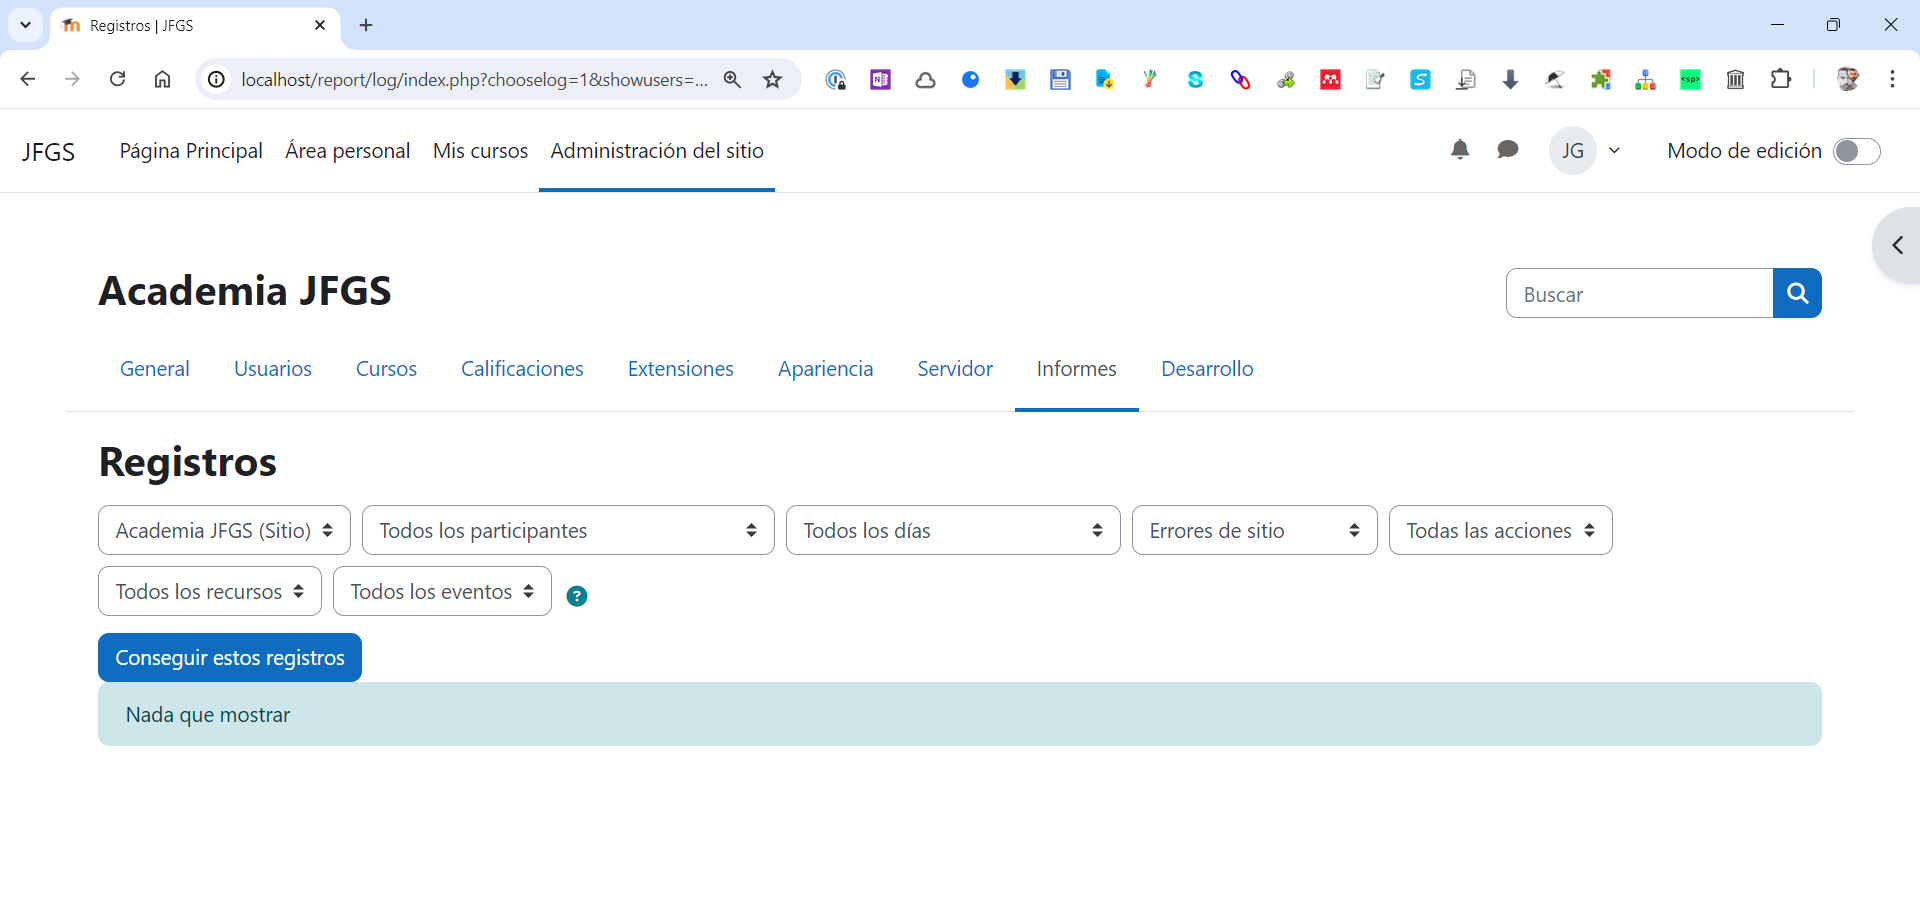 Registros | JFGS
localhost/report/log/index.php?chooselog=1&showusers=...
JFGS Página Principal Área personal Mis cursos Administración del sitio JG Modo de edición
Academia JFGS
Buscar
General Usuarios Cursos Calificaciones Extensiones Apariencia Servidor Informes Desarrollo
Registros
Academia JFGS (Sitio) Todos los participantes Todos los días Errores de sitio Todas las acciones
Todos los recursos Todos los eventos ?
Conseguir estos registros
Nada que mostrar